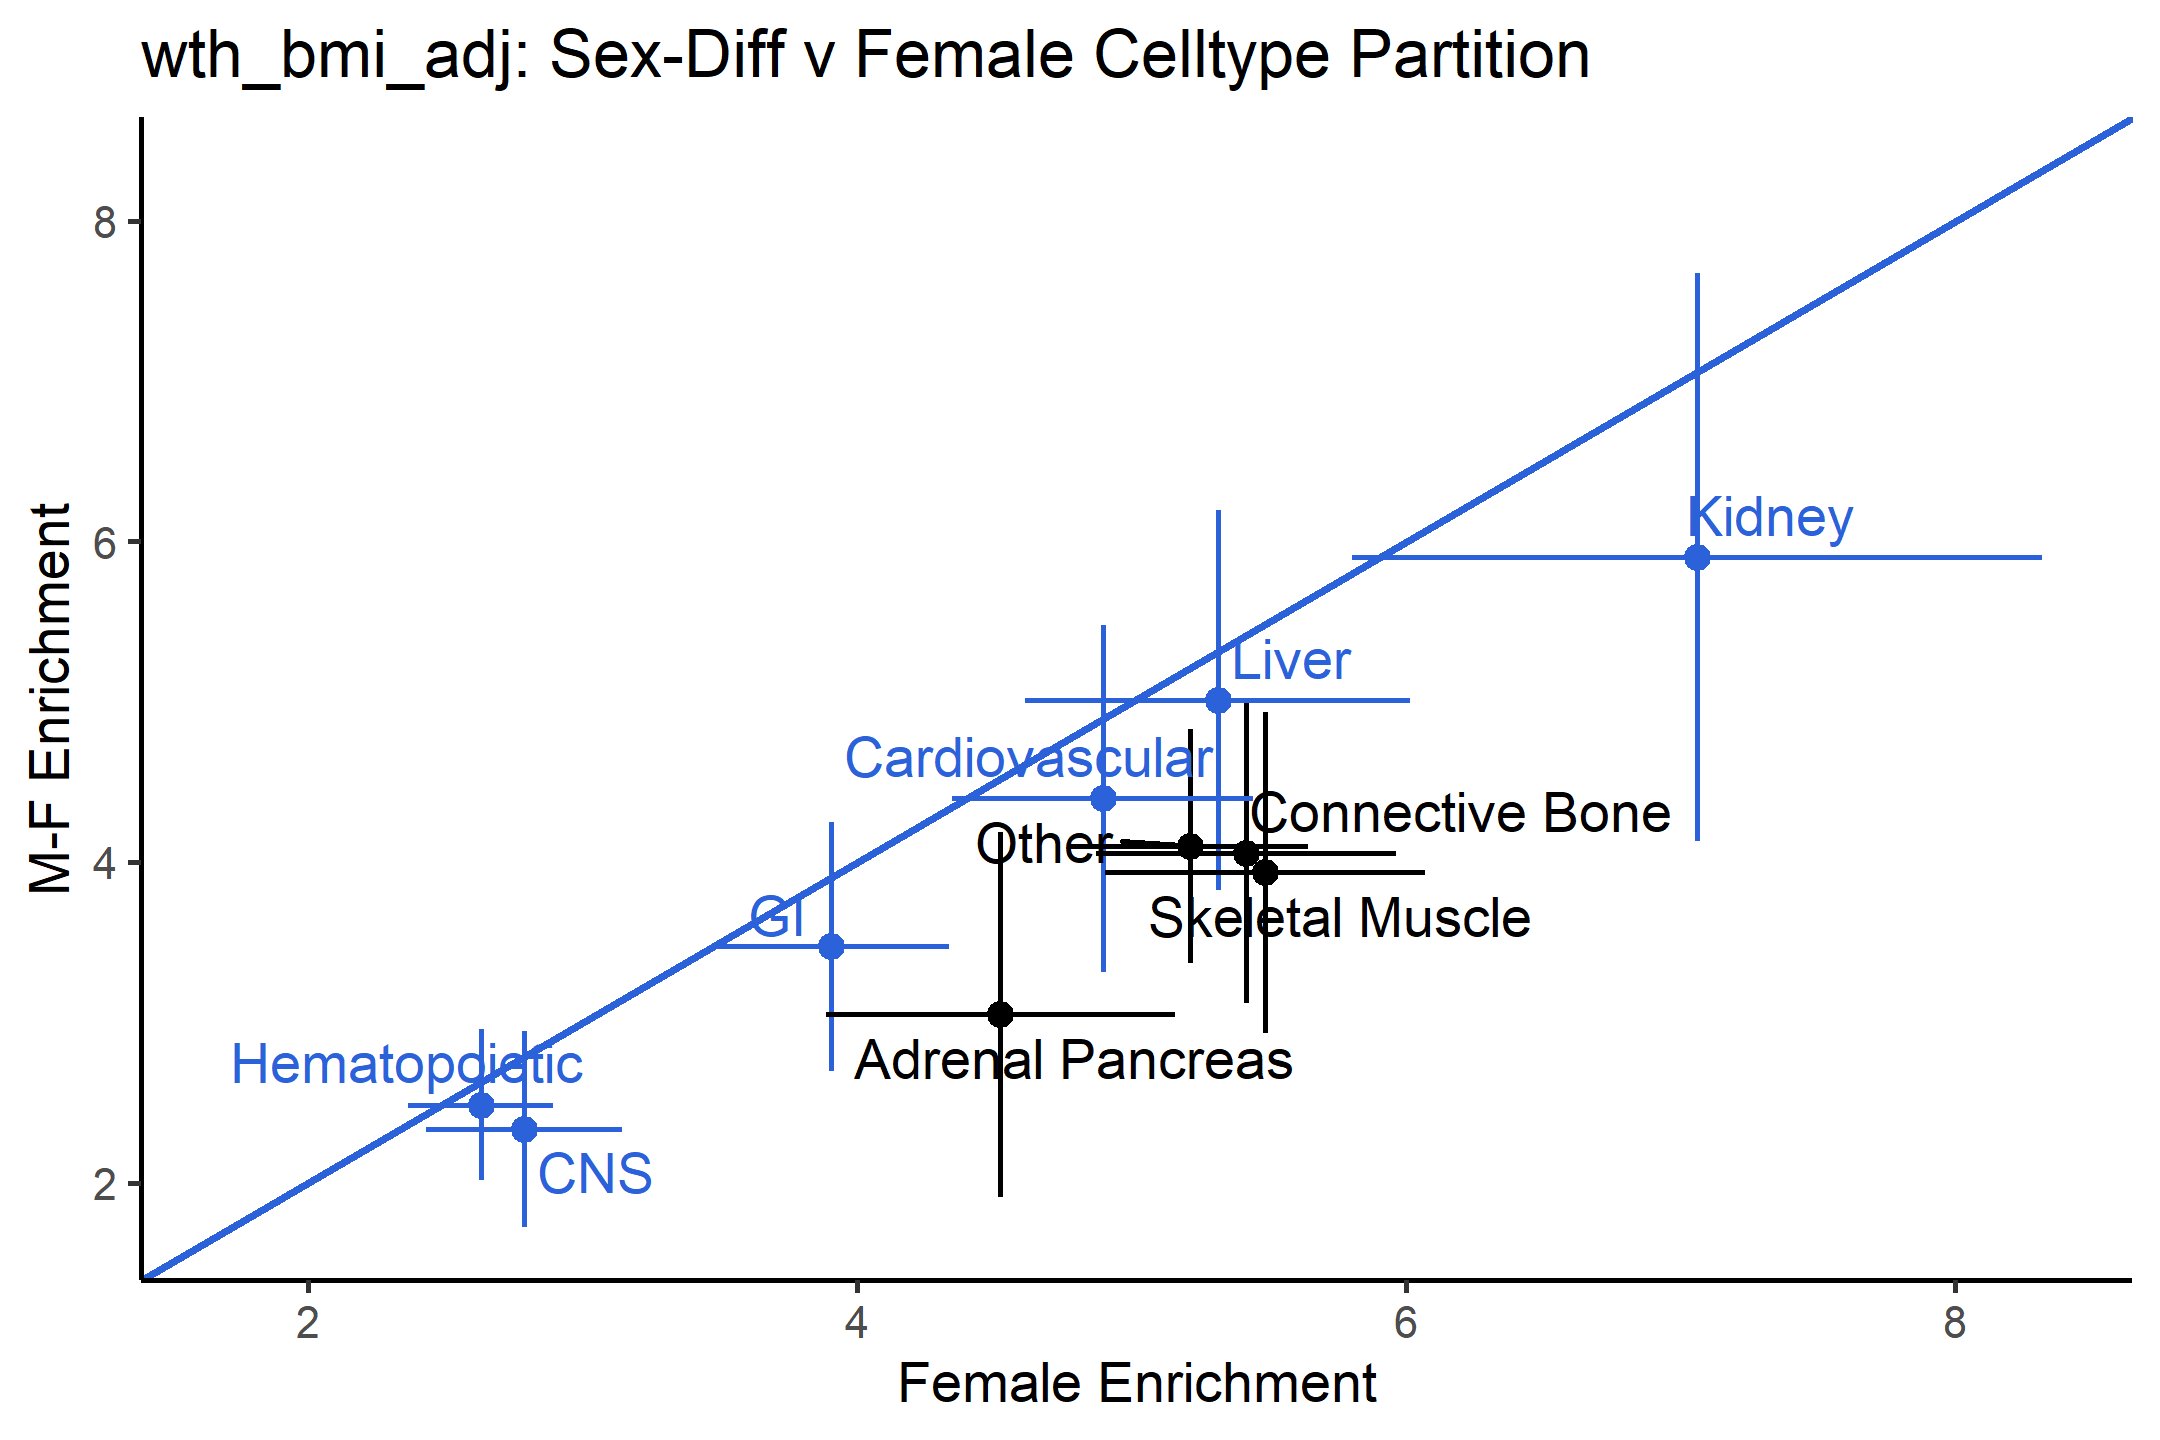 wth_bmi_adj: Sex-Diff v Female Celltype Partition
8
6
4
2
M-F Enrichment
Kidney
Liver
Cardiovascular
Connective Bone
Other
GI
Skeletal Muscle
Hematopoietic
Adrenal Pancreas
CNS
2 4 6 8
Female Enrichment